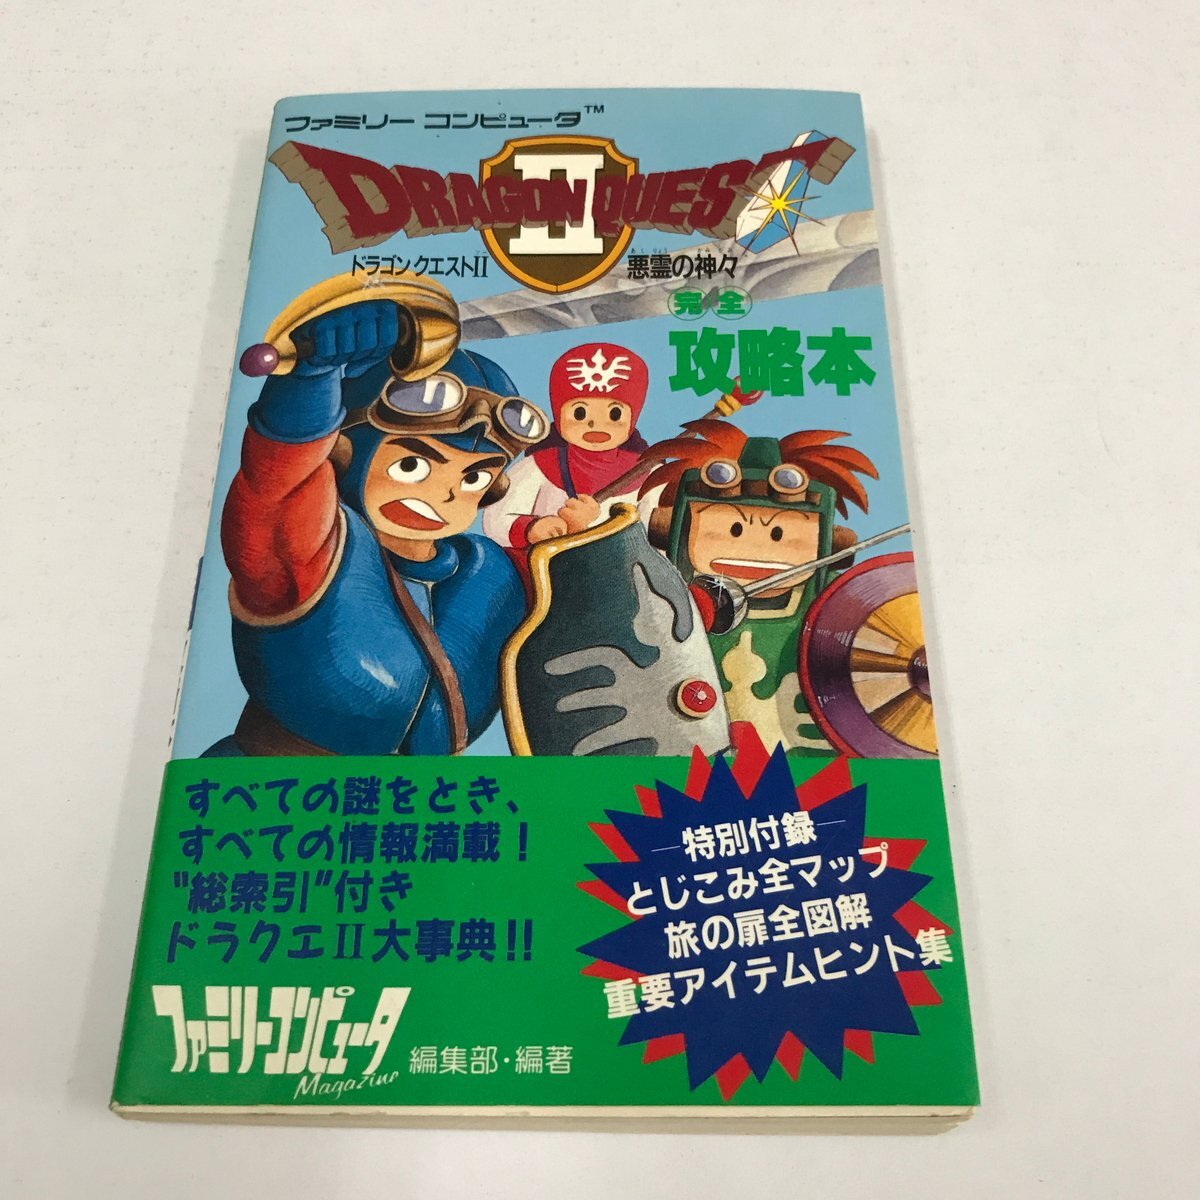 ファミリー コンピュータ™
DRAGON QUEST
II
ドラゴンクエストII
悪霊の神々
あくりょう かみがみ
完全
攻略本
すべての謎をとき、
すべての情報満載!
"総索引"付き
ドラクエII大事典!!
ファミリーコンピュータ
Magazine
編集部・編著
―特別付録―
とじこみ全マップ
旅の扉全図解
重要アイテムヒント集